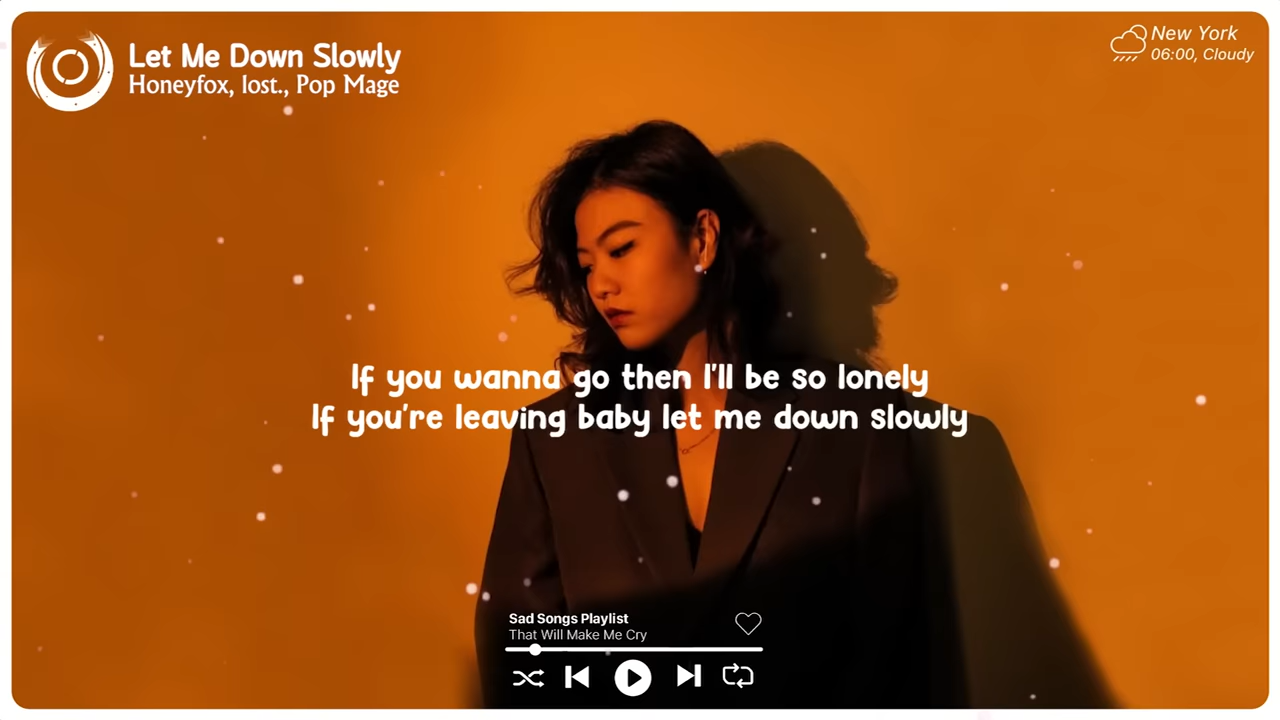 Let Me Down Slowly
Honeyfox, lost., Pop Mage
New York
06:00, Cloudy
If you wanna go then I'll be so lonely
If you're leaving baby let me down slowly
Sad Songs Playlist
That Will Make Me Cry